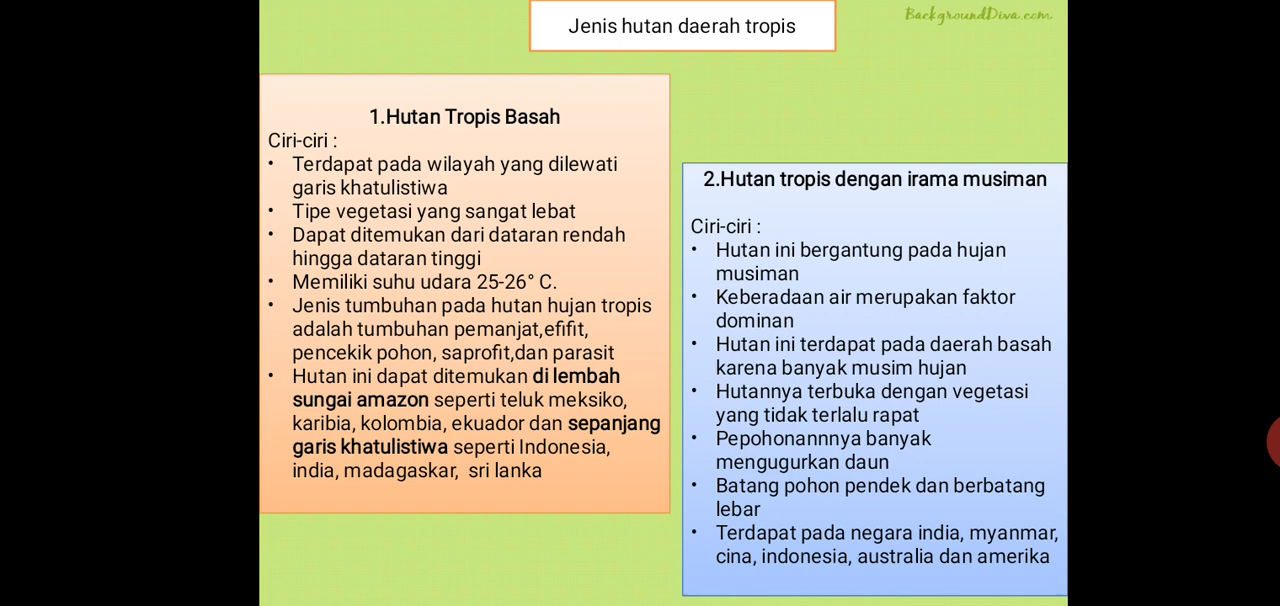 Jenis hutan daerah tropis
BackgroundDiva.com
1.Hutan Tropis Basah
Ciri-ciri :
• Terdapat pada wilayah yang dilewati
garis khatulistiwa
• Tipe vegetasi yang sangat lebat
• Dapat ditemukan dari dataran rendah
hingga dataran tinggi
• Memiliki suhu udara 25-26° C.
• Jenis tumbuhan pada hutan hujan tropis
adalah tumbuhan pemanjat,efifit,
pencekik pohon, saprofit,dan parasit
• Hutan ini dapat ditemukan di lembah
sungai amazon seperti teluk meksiko,
karibia, kolombia, ekuador dan sepanjang
garis khatulistiwa seperti Indonesia,
india, madagaskar, sri lanka
2.Hutan tropis dengan irama musiman
Ciri-ciri :
• Hutan ini bergantung pada hujan
musiman
• Keberadaan air merupakan faktor
dominan
• Hutan ini terdapat pada daerah basah
karena banyak musim hujan
• Hutannya terbuka dengan vegetasi
yang tidak terlalu rapat
• Pepohonannnya banyak
mengugurkan daun
• Batang pohon pendek dan berbatang
lebar
• Terdapat pada negara india, myanmar,
cina, indonesia, australia dan amerika